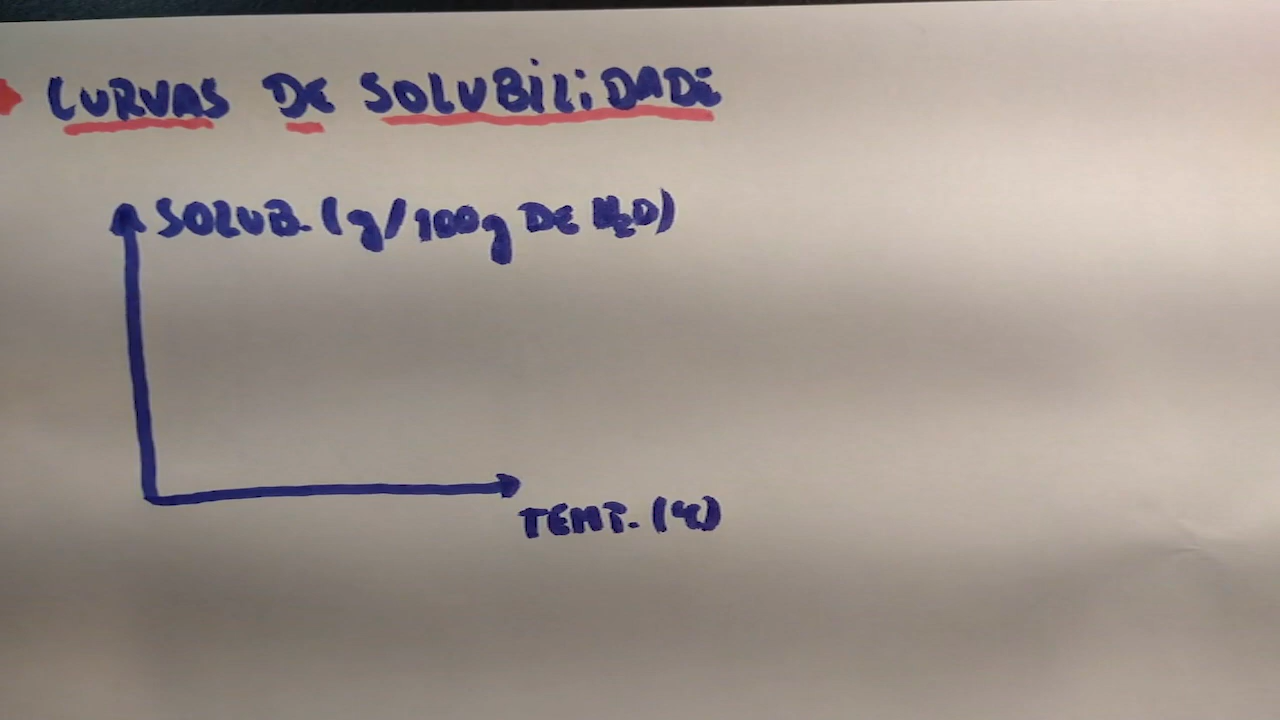 CURVAS DE SOLUBILIDADE
SOLUB. (g/100g DE H₂O)
TEMP. (°C)